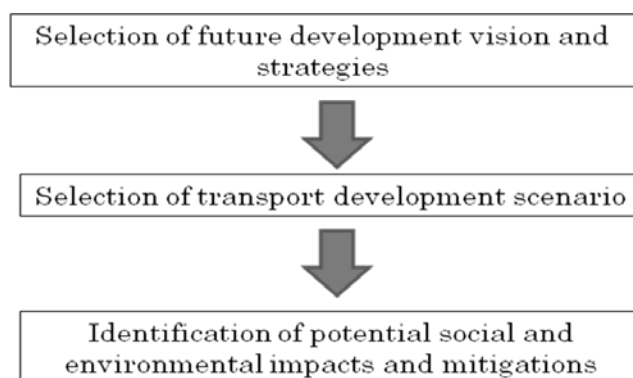 Selection of future development vision and
strategies
Selection of transport development scenario
Identification of potential social and
environmental impacts and mitigations